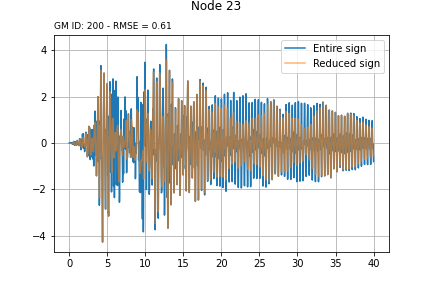 Node 23
GM ID: 200 - RMSE = 0.61
Entire sign
Reduced sign
4
2
0
−2
−4
0 5 10 15 20 25 30 35 40